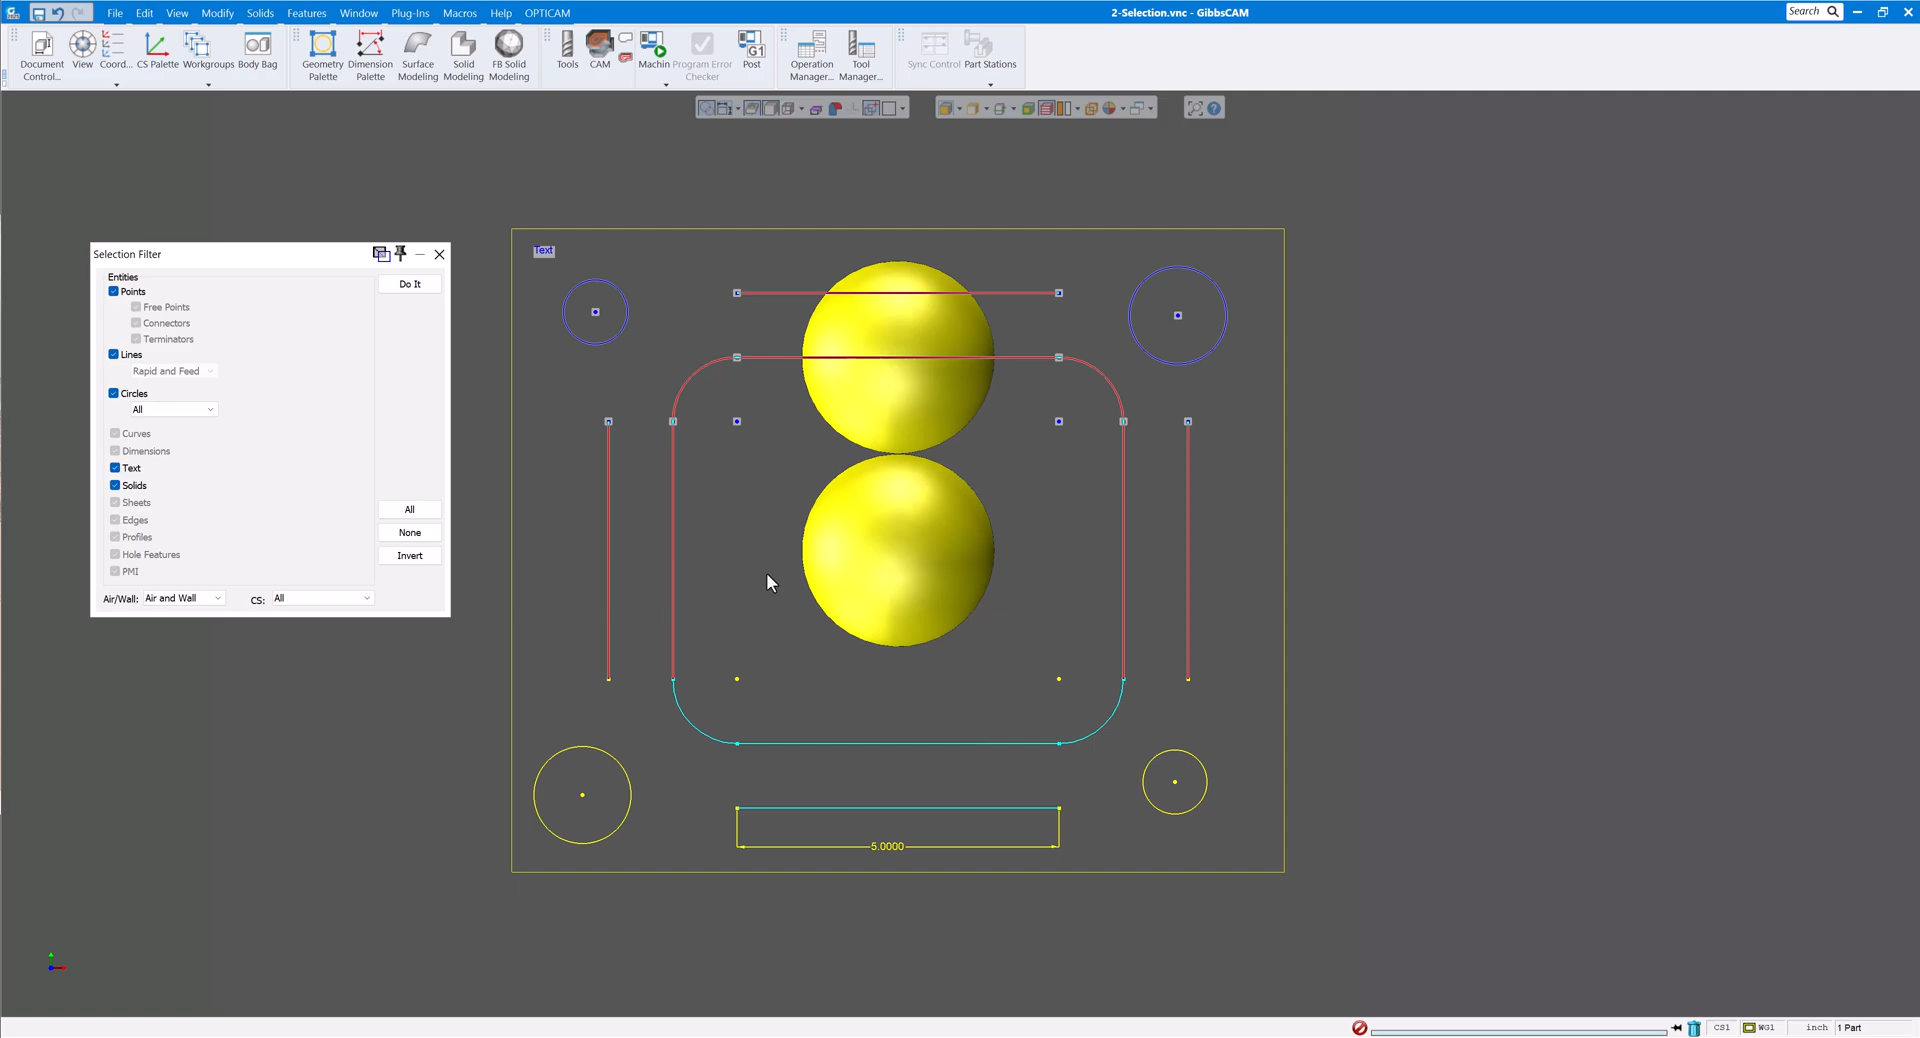 File Edit View Modify Solids Features Window Plug-Ins Macros Help OPTICAM
2-Selection.vnc - GibbsCAM
Search
Document Control...
View
Coord...
CS Palette
Workgroups
Body Bag
Geometry Palette
Dimension Palette
Surface Modeling
Solid Modeling
FB Solid Modeling
Tools
CAM
Machin
Program Error Checker
G1
Post
Operation Manager...
Tool Manager...
Sync Control
Part Stations
Selection Filter
Entities
Points
Do It
Free Points
Connectors
Terminators
Lines
Rapid and Feed
Circles
All
Curves
Dimensions
Text
Solids
Sheets
All
Edges
None
Profiles
Hole Features
Invert
PMI
Air/Wall: Air and Wall
CS: All
Text
5.0000
CS1
WG1
inch
1 Part